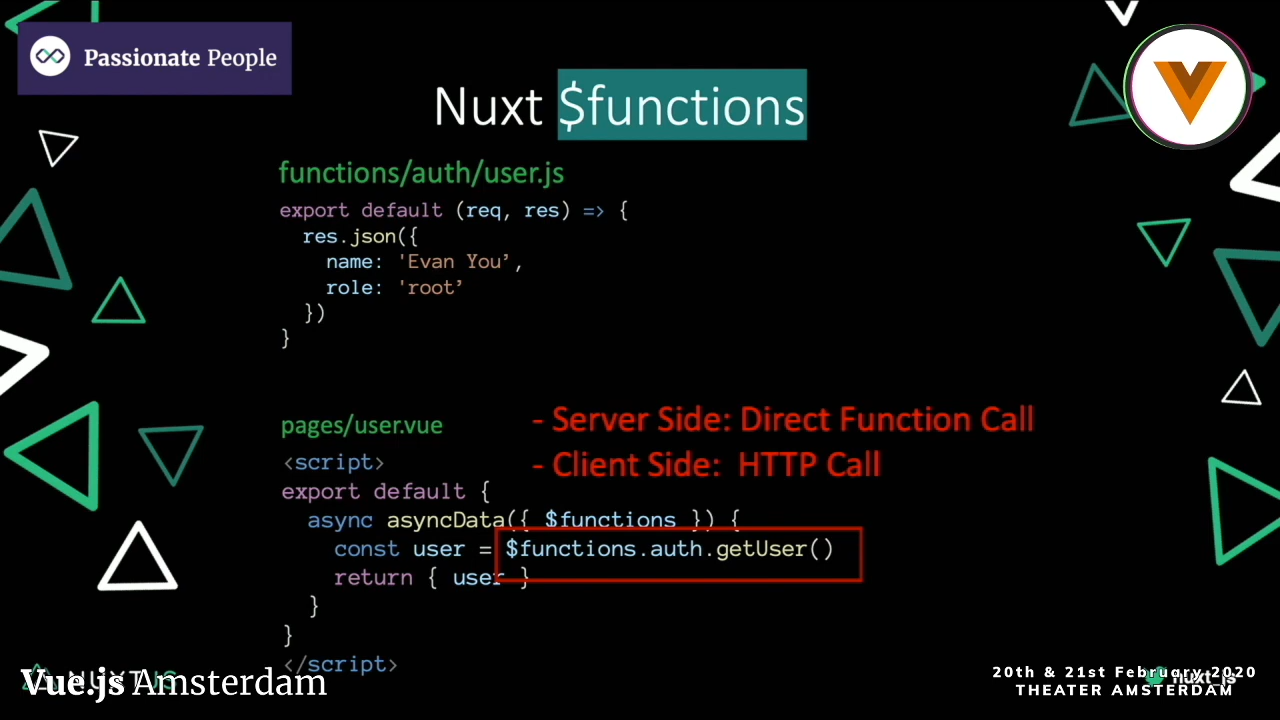 Passionate People
Nuxt $functions
functions/auth/user.js
export default (req, res) => {
res.json({
name: 'Evan You’,
role: 'root’
})
}
pages/user.vue
- Server Side: Direct Function Call
- Client Side: HTTP Call
<script>
export default {
async asyncData({ $functions }) {
const user = $functions.auth.getUser()
return { user }
}
}
</script>
NUXTJS
Vue.js Amsterdam
20th & 21st February 2020
nuxt_js
THEATER AMSTERDAM